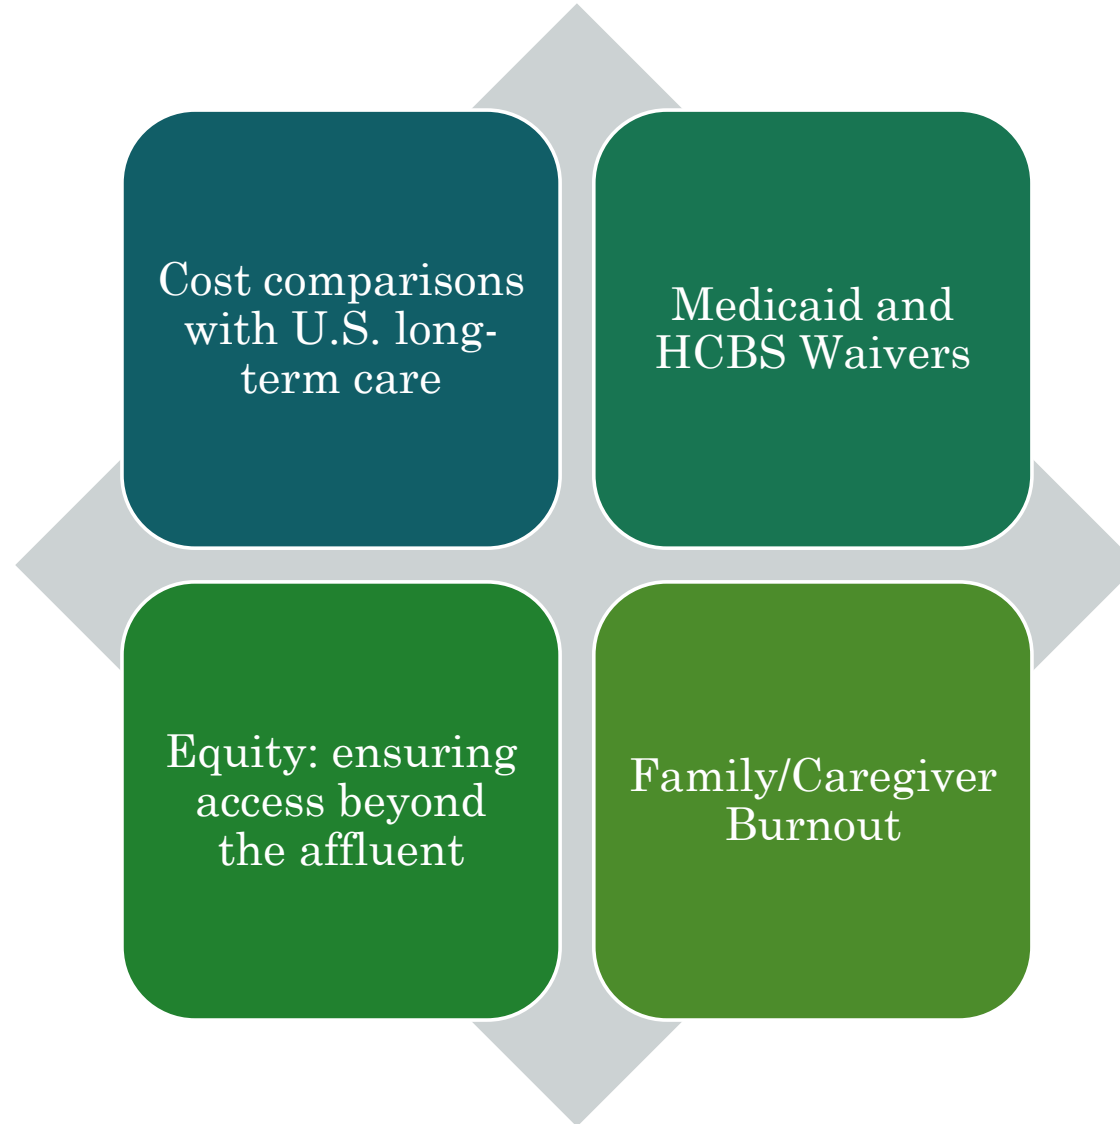 Cost comparisons
with U.S. long-
term care
Medicaid and
HCBS Waivers
Equity: ensuring
access beyond
the affluent
Family/Caregiver
Burnout